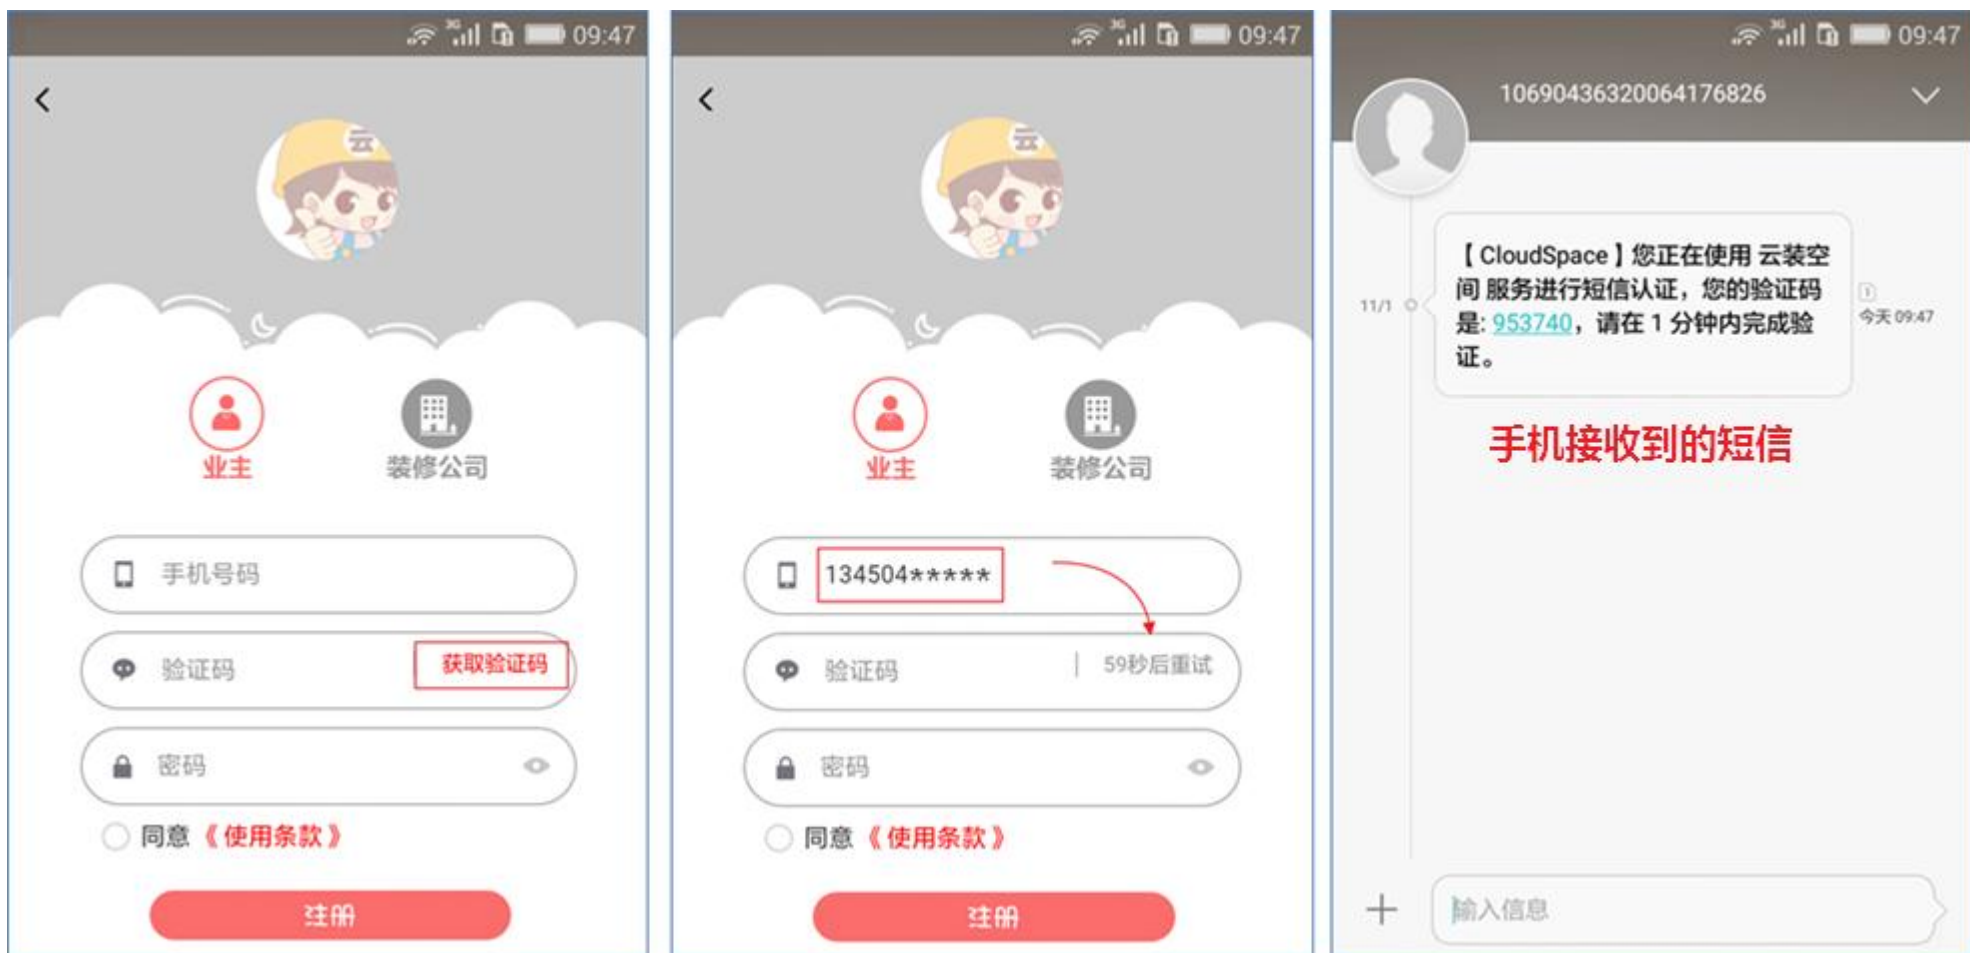 3G 09:47
云
业主 装修公司
手机号码
验证码 获取验证码
密码
同意《使用条款》
注册
3G 09:47
云
业主 装修公司
134504*****
验证码 | 59秒后重试
密码
同意《使用条款》
注册
3G 09:47
10690436320064176826
【CloudSpace】您正在使用 云装空
间 服务进行短信认证，您的验证码
是: 953740，请在 1 分钟内完成验
证。
11/1
1
今天 09:47
手机接收到的短信
输入信息